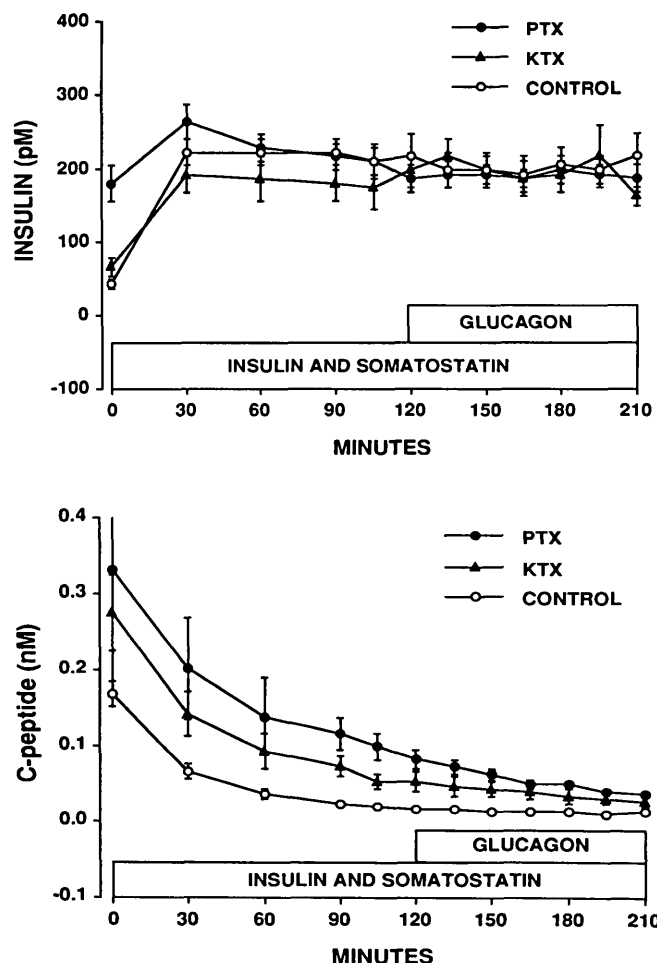 400
300
200
100
0
-100
INSULIN (pM)
PTX
KTX
CONTROL
GLUCAGON
INSULIN AND SOMATOSTATIN
0 30 60 90 120 150 180 210
MINUTES
0.4
0.3
0.2
0.1
0.0
-0.1
C-peptide (nM)
PTX
KTX
CONTROL
GLUCAGON
INSULIN AND SOMATOSTATIN
0 30 60 90 120 150 180 210
MINUTES